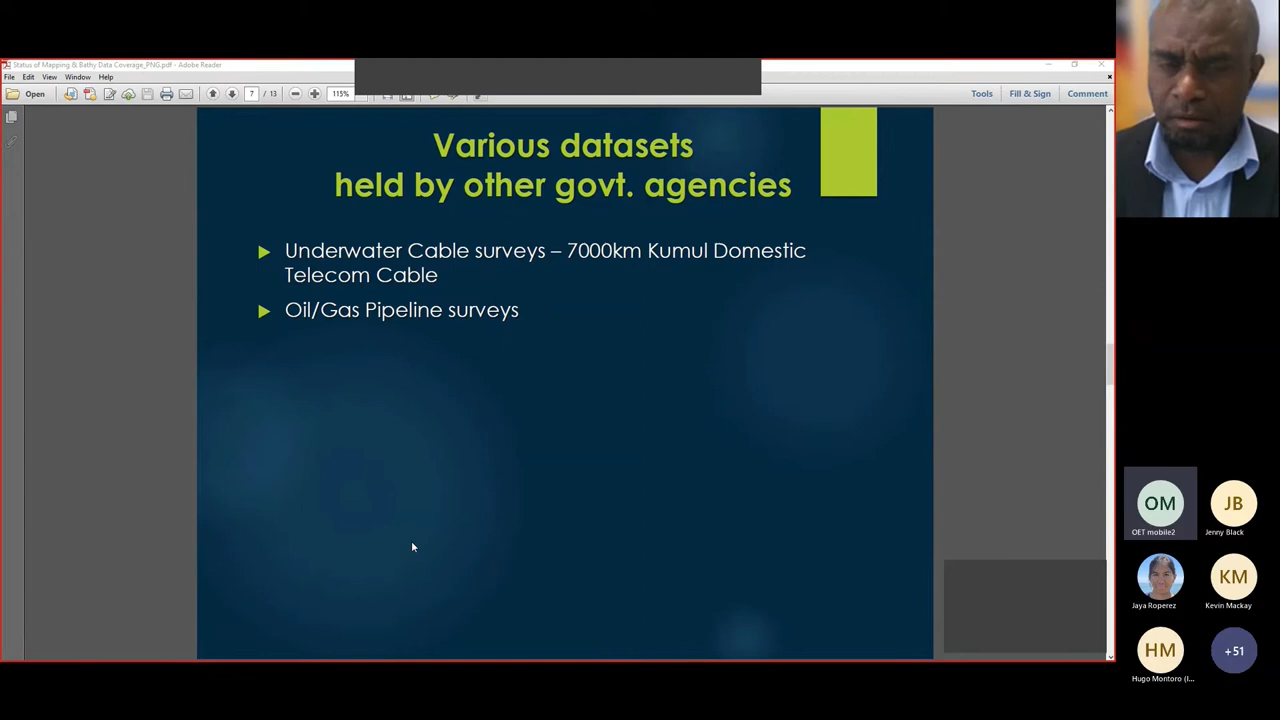 Status of Mapping & Bathy Data Coverage_PNG.pdf - Adobe Reader
File Edit View Window Help
Open
7 / 13
115%
Tools Fill & Sign Comment
Various datasets
held by other govt. agencies
Underwater Cable surveys – 7000km Kumul Domestic
Telecom Cable
Oil/Gas Pipeline surveys
OM
OET mobile2
JB
Jenny Black
Jaya Roperez
KM
Kevin Mackay
HM
Hugo Montoro (I...
+51